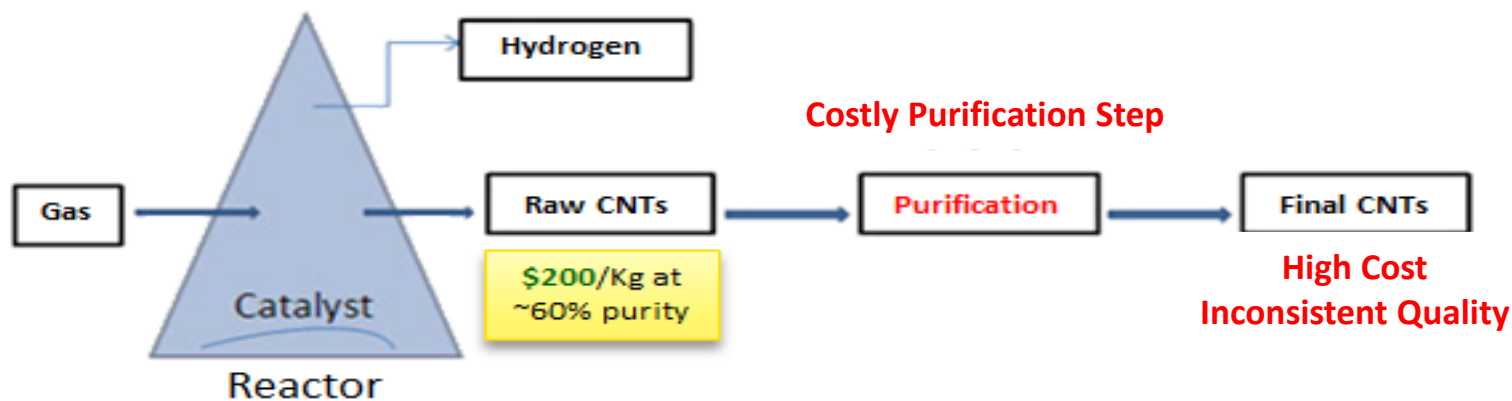 Hydrogen
Costly Purification Step
Gas
Raw CNTs
Purification
Final CNTs
$200/Kg at
~60% purity
High Cost
Inconsistent Quality
Catalyst
Reactor